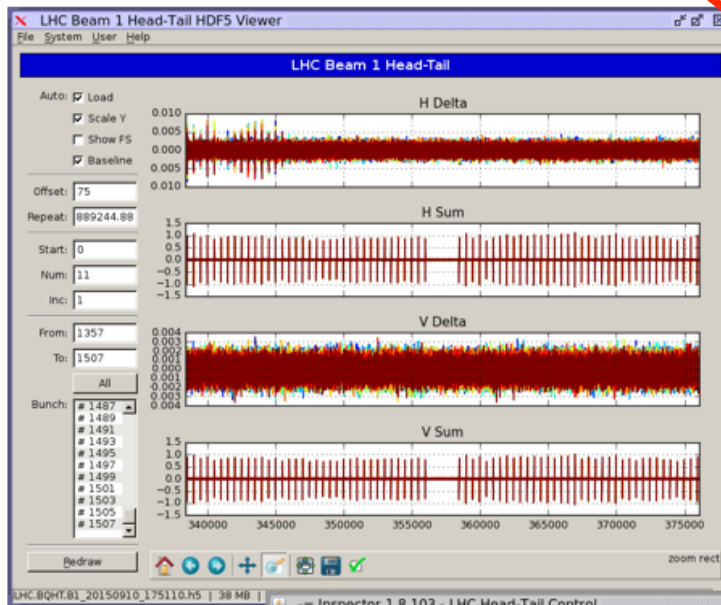 LHC Beam 1 Head-Tail HDF5 Viewer
File System User Help
LHC Beam 1 Head-Tail
Auto: Load
Scale Y
Show FS
Baseline
Offset: 75
Repeat: 889244.88
Start: 0
Num: 11
Inc: 1
From: 1357
To: 1507
All
Bunch:
# 1487
# 1489
# 1491
# 1493
# 1495
# 1497
# 1499
# 1501
# 1503
# 1505
# 1507
Redraw
H Delta
0.010
0.005
0.000
0.005
0.010
H Sum
1.5
1.0
0.5
0.0
−0.5
−1.0
−1.5
V Delta
0.004
0.003
0.002
0.001
0.000
0.001
0.002
0.003
0.004
V Sum
1.5
1.0
0.5
0.0
−0.5
−1.0
−1.5
340000 345000 350000 355000 360000 365000 370000 375000
zoom rect
LHC.BQHT.B1_20150910_175110.h5 | 38 MB |
Inspector 1.8.103 - LHC Head-Tail Control